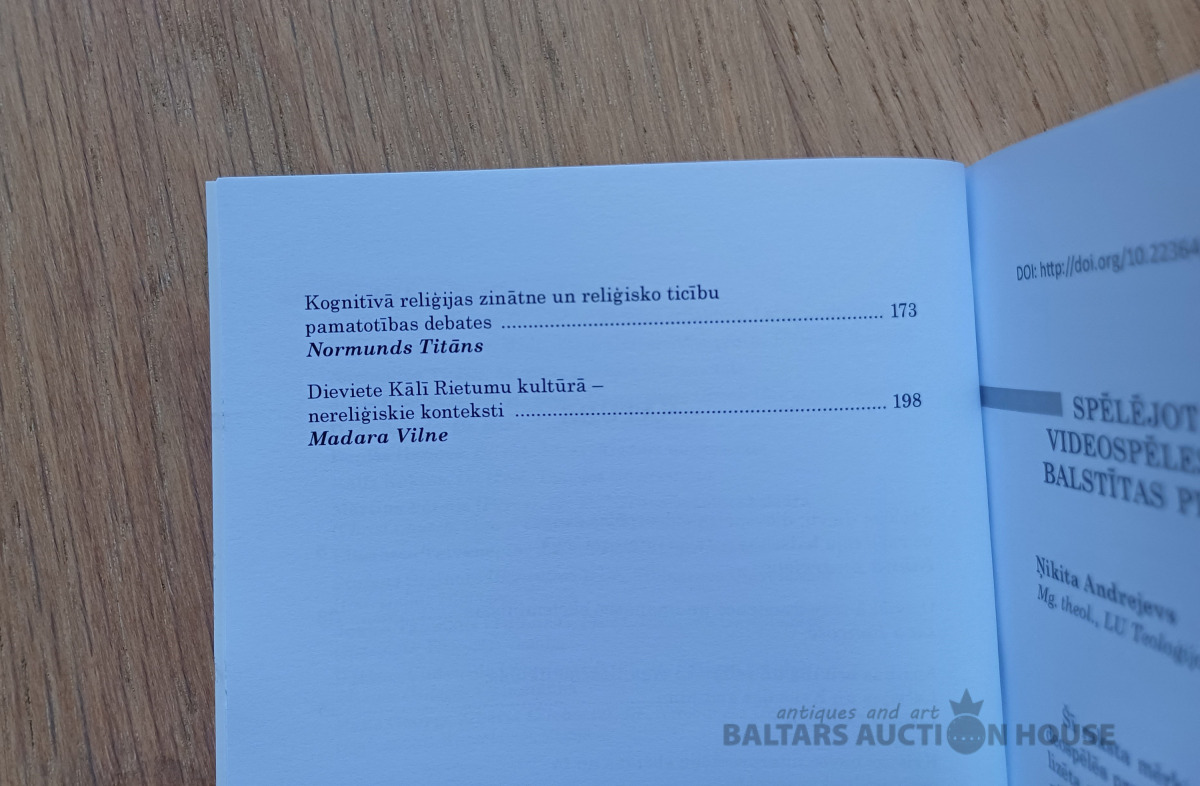 Kognitīvā reliģijas zinātne un reliģisko ticību
pamatotības debates ........................................................................ 173
Normunds Titāns
Dieviete Kālī Rietumu kultūrā –
nereliģiskie konteksti ...................................................................... 198
Madara Vilne
DOI: http://doi.org/10.22364
SPĒLĒJOT
VIDEOSPĒLES
BALSTĪTAS
Ņikita Andrejevs
Mg. theol., LU
antiques and art
BALTARS AUCTION HOUSE